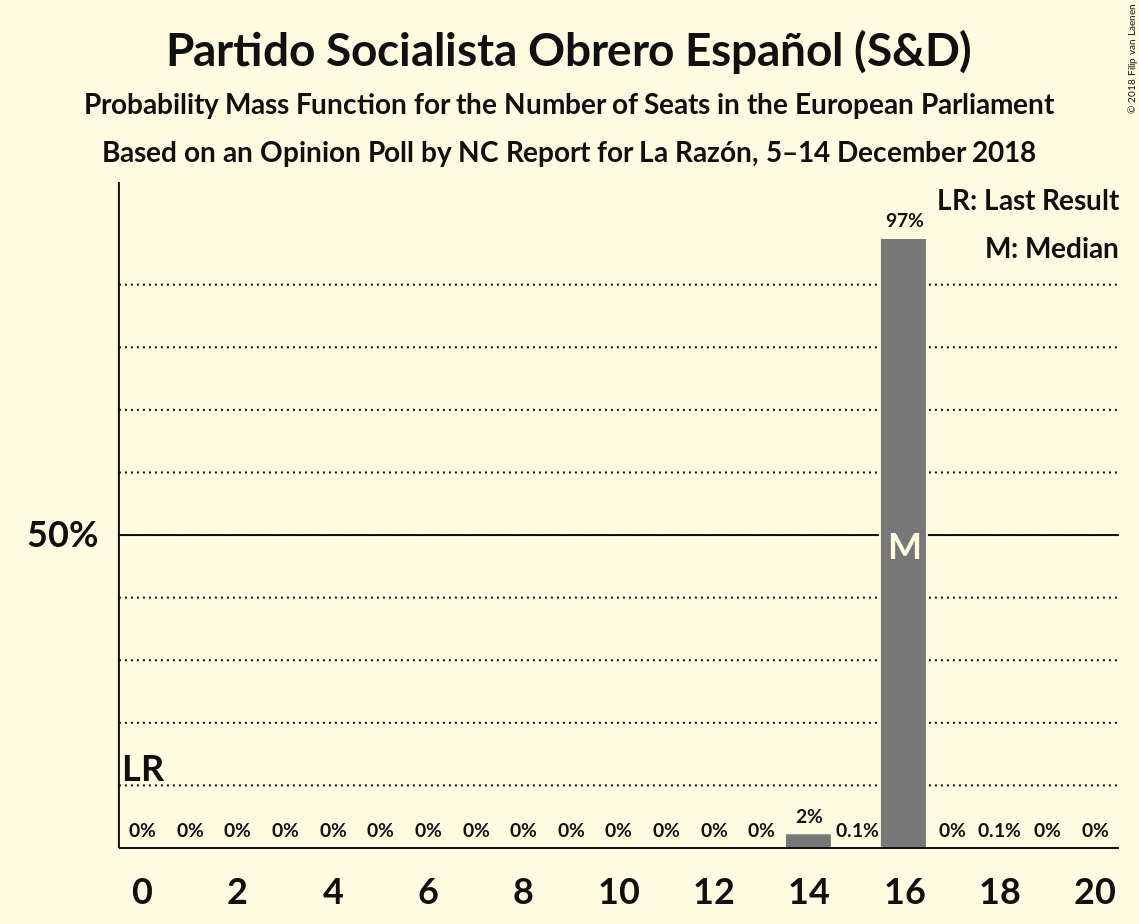 Partido Socialista Obrero Español (S&D)
Probability Mass Function for the Number of Seats in the European Parliament
Based on an Opinion Poll by NC Report for La Razón, 5–14 December 2018
© 2018 Filip van Laenen
LR: Last Result
M: Median
97%
50%
M
LR
0% 0% 0% 0% 0% 0% 0% 0% 0% 0% 0% 0% 0% 0% 2% 0.1% 0% 0.1% 0% 0%
0 2 4 6 8 10 12 14 16 18 20